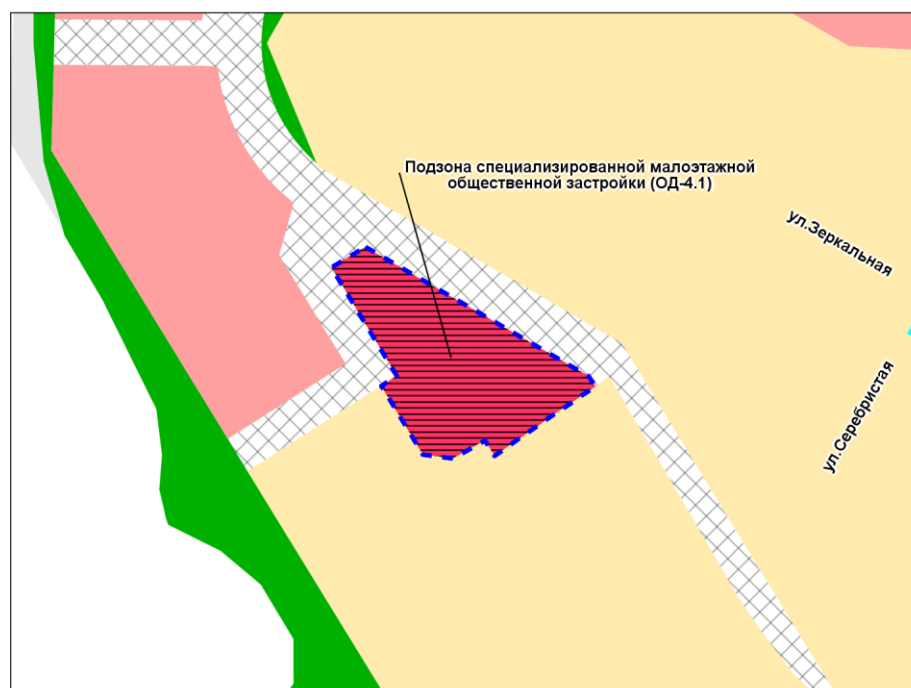 Подзона специализированной малоэтажной
общественной застройки (ОД-4.1)
ул.Зеркальная
ул.Серебристая